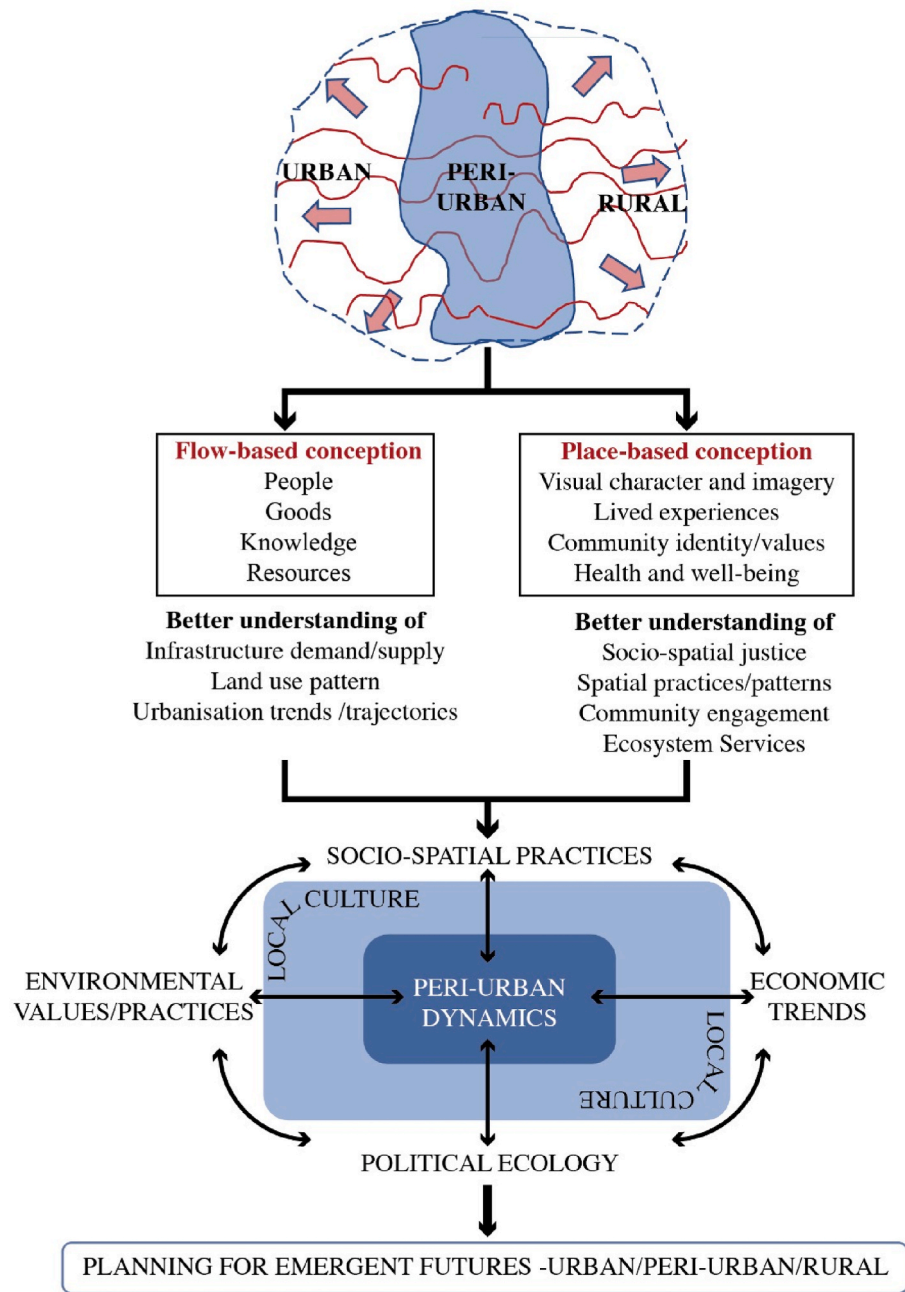 URBAN
PERI-
URBAN
RURAL
Flow-based conception
People
Goods
Knowledge
Resources
Place-based conception
Visual character and imagery
Lived experiences
Community identity/values
Health and well-being
Better understanding of
Infrastructure demand/supply
Land use pattern
Urbanisation trends /trajectories
Better understanding of
Socio-spatial justice
Spatial practices/patterns
Community engagement
Ecosystem Services
SOCIO-SPATIAL PRACTICES
LOCAL CULTURE
ENVIRONMENTAL
VALUES/PRACTICES
PERI-URBAN
DYNAMICS
ECONOMIC
TRENDS
LOCAL CULTURE
POLITICAL ECOLOGY
PLANNING FOR EMERGENT FUTURES -URBAN/PERI-URBAN/RURAL